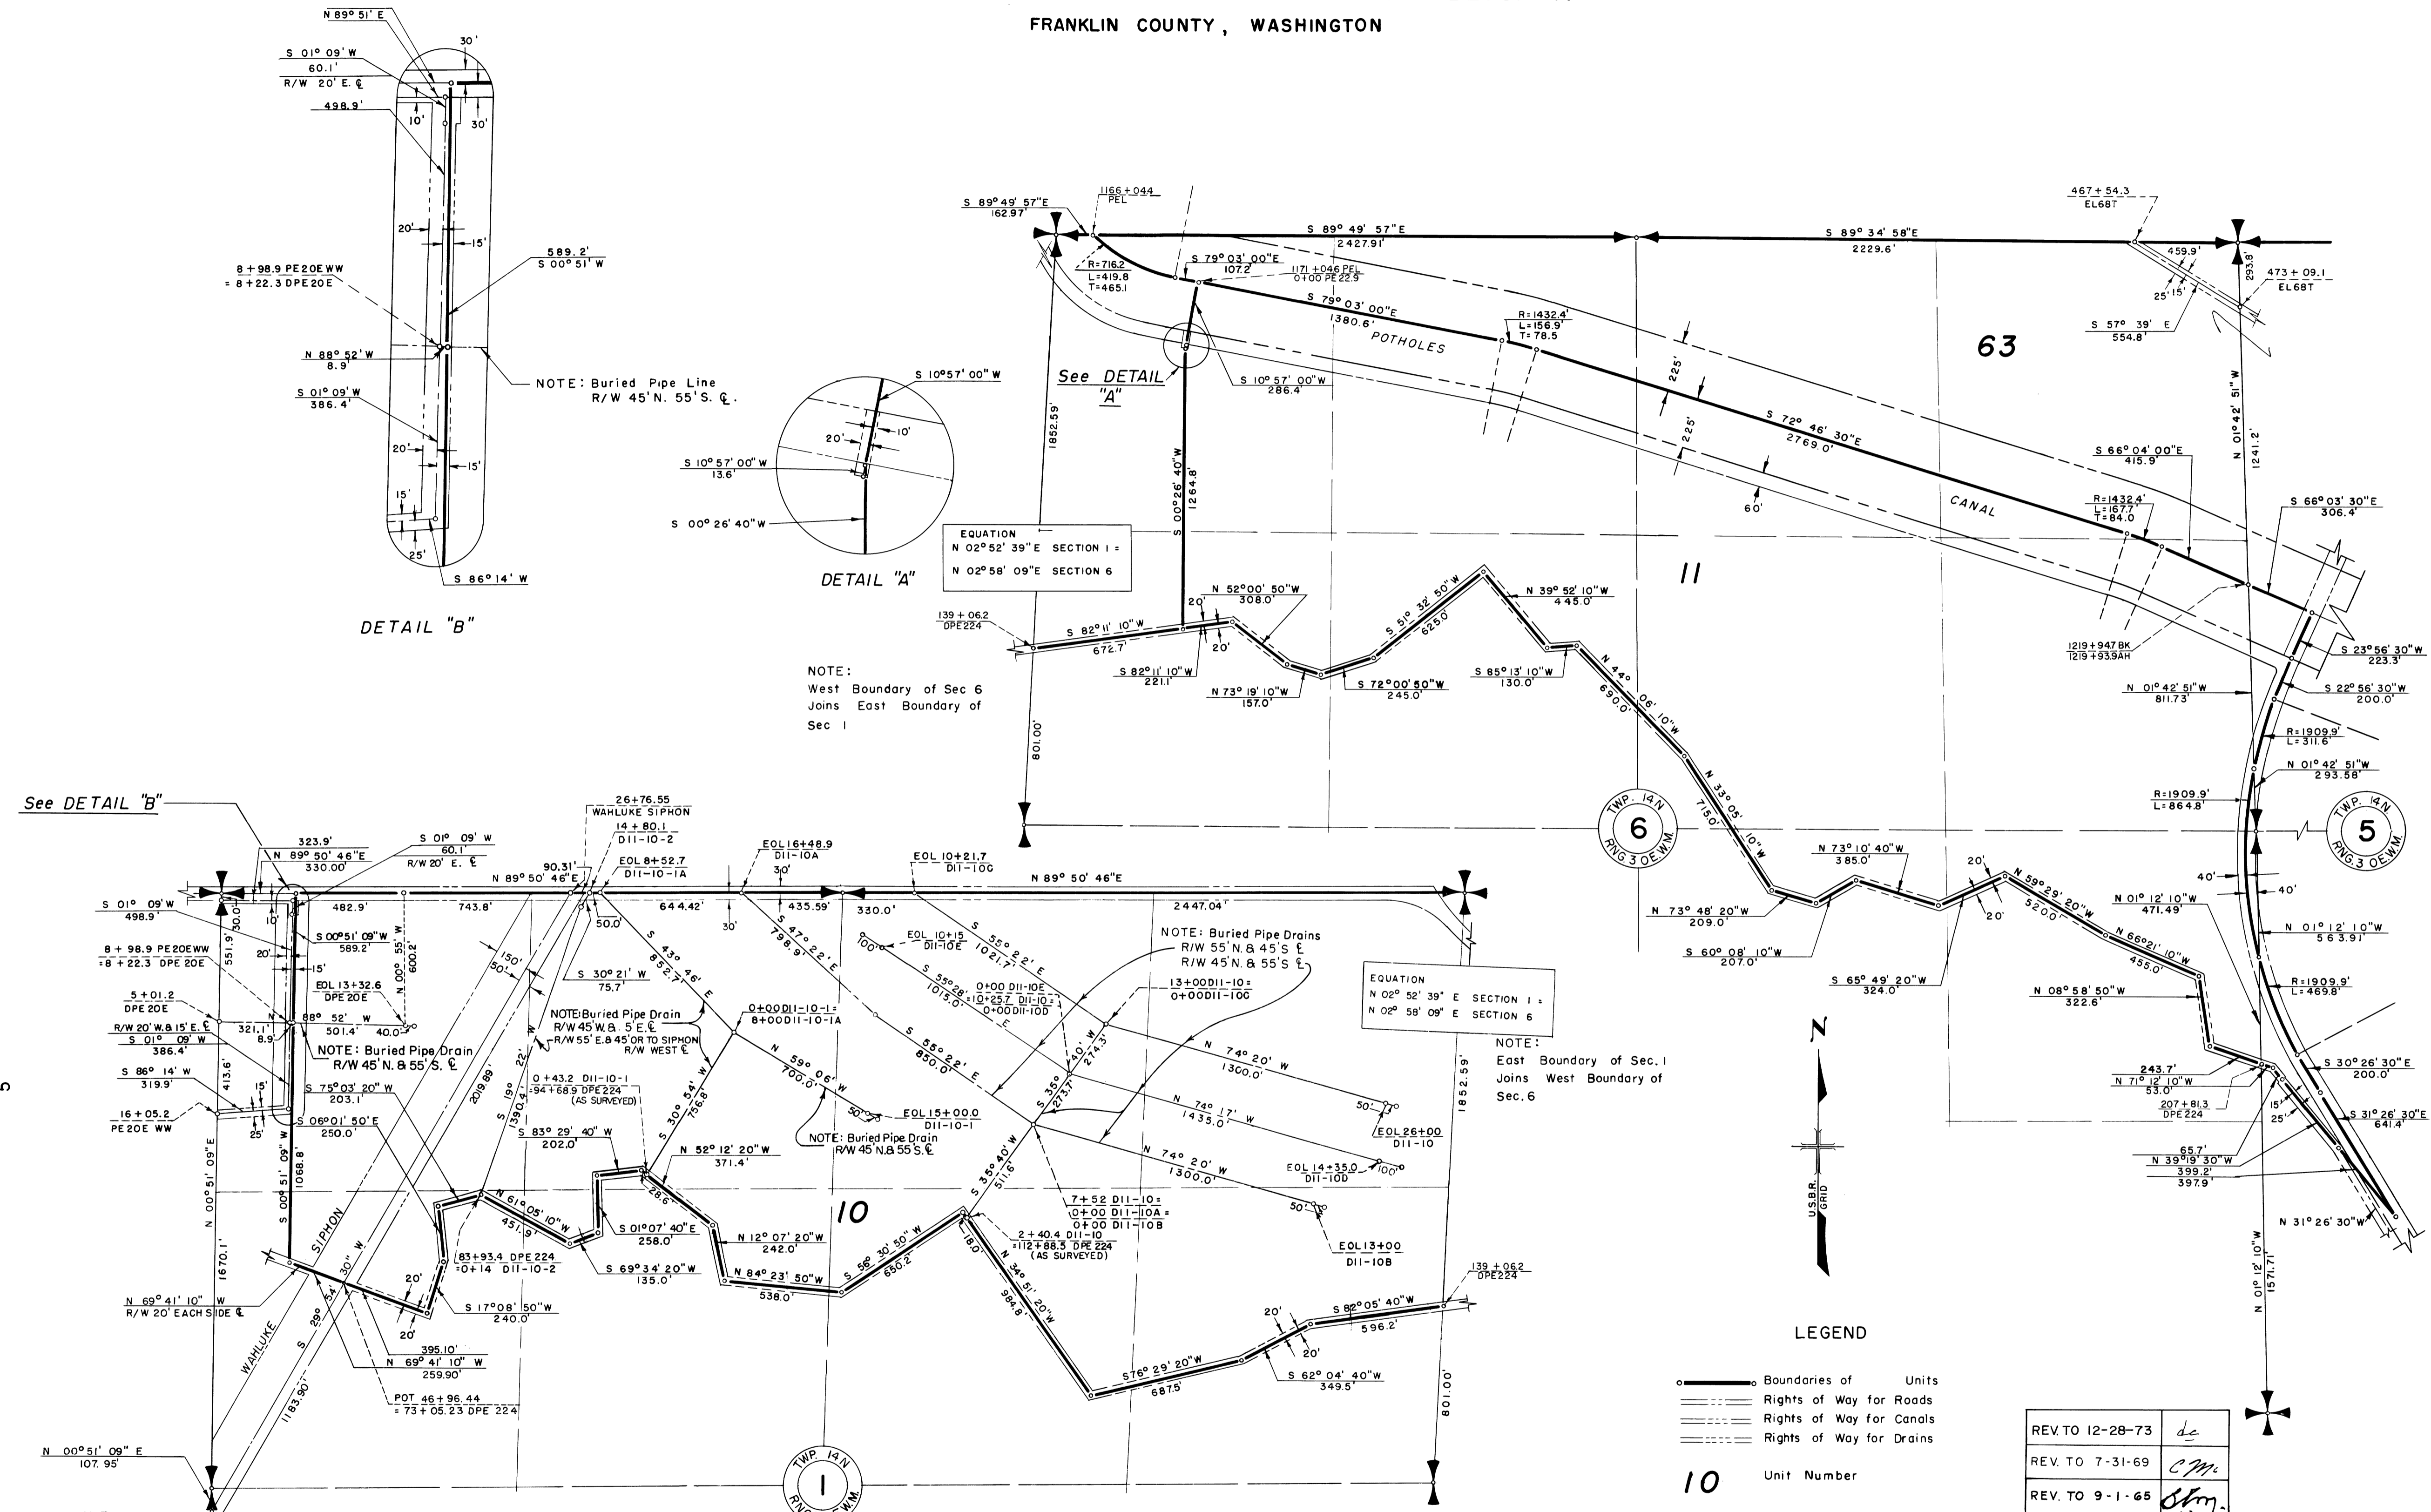 FRANKLIN COUNTY, WASHINGTON
N 89° 51' E
30'
S 01° 09' W
60.1'
R/W 20' E. ℄
498.9'
10'
30'
20'
15'
589.2'
S 00° 51' W
8 + 98.9 PE20EWW
= 8 + 22.3 DPE20E
N 88° 52' W
8.9'
NOTE: Buried Pipe Line
R/W 45' N. 55' S. ℄.
S 01° 09' W
386.4'
20'
15'
15'
25'
S 86° 14' W
DETAIL "B"
S 10° 57' 00" W
20'
10'
S 10° 57' 00" W
13.6'
S 00° 26' 40" W
DETAIL "A"
S 89° 49' 57"E
162.97'
1166+04.4
PEL
S 89° 49' 57"E
2427.91'
S 89° 34' 58"E
2229.6'
467 + 54.3
EL68T
459.9'
293.8'
473 + 09.1
EL68T
25' 15'
S 57° 39' E
554.8'
R=716.2
L=419.8
T=465.1
S 79° 03' 00"E
107.2'
1171 + 04.6 PEL
0+00 PE 22.9
S 79° 03' 00"E
1380.6'
POTHOLES
R=1432.4'
L=156.9'
T= 78.5
63
See DETAIL
"A"
S 10° 57' 00"W
286.4'
225'
225'
S 72° 46' 30"E
2769.0'
60'
CANAL
N 01° 42' 51" W
1241.2'
S 66° 04' 00"E
415.9'
R=1432.4'
L=167.7'
T= 84.0
S 66° 03' 30"E
306.4'
1852.59'
S 00° 26' 40"W
1264.8'
EQUATION
N 02° 52' 39" E SECTION 1 =
N 02° 58' 09"E SECTION 6
11
139 + 06.2
DPE224
S 82° 11' 10"W
672.7'
20'
20'
N 52° 00' 50"W
308.0'
S 82° 11' 10"W
221.1'
N 73° 19' 10"W
157.0'
S 72° 00' 50"W
245.0'
S 51° 32' 50"W
625.0'
N 39° 52' 10"W
445.0'
S 85° 13' 10"W
130.0'
N 44° 06' 10"W
690.0'
NOTE:
West Boundary of Sec 6
Joins East Boundary of
Sec 1
801.00'
1219+94.7 BK
1219+93.9AH
S 23° 56' 30"W
223.3'
N 01° 42' 51"W
811.73'
S 22° 56' 30"W
200.0'
R=1909.9'
L=311.6'
N 01° 42' 51"W
293.58'
R=1909.9'
L=864.8'
N 33° 05' 10"W
715.0'
TWP. 14N
6
RNG. 30 E.W.M.
TWP. 14N
5
RNG. 30 E.W.M.
N 73° 10' 40"W
385.0'
20'
20'
N 73° 48' 20"W
209.0'
S 60° 08' 10"W
207.0'
S 65° 49' 20"W
324.0'
N 59° 29' 20"W
520.0'
40'
40'
N 01° 12' 10"W
471.49'
N 66° 21' 10"W
455.0'
N 01° 12' 10"W
563.91'
R=1909.9'
L=469.8'
N 08° 58' 50"W
322.6'
S 30° 26' 30"E
200.0'
243.7'
N 71° 12' 10"W
53.0'
207+81.3
DPE224
15'
25'
S 31° 26' 30"E
641.4'
65.7'
N 39° 19' 30"W
399.2'
397.9'
N 31° 26' 30"W
N 01° 12' 10"W
1571.71'
See DETAIL "B"
323.9'
N 89° 50' 46"E
330.00'
S 01° 09' W
60.1'
R/W 20' E. ℄
26+76.55
WAHLUKE SIPHON
14 + 80.1
D11-10-2
90.31'
EOL 8+52.7
D11-10-1A
EOL 16+48.9
D11-10A
EOL 10+21.7
D11-10C
N 89° 50' 46"E
30'
N 89° 50' 46"E
S 01° 09'W
498.9'
30.0'
10'
482.9'
743.8'
50.0'
644.42'
30'
435.59'
330.0'
2447.04'
551.9'
S 00° 51' 09"W
589.2'
20'
15'
8 + 98.9 PE20EWW
=8 + 22.3 DPE 20E
N 00° 55' W
600.2'
EOL 13+32.6
DPE 20E
5+01.2
DPE 20E
R/W 20' W.& 15' E. ℄
S 01° 09' W
386.4'
321.1'
8.9'
N 88° 52' W
501.4'
40.0'
NOTE: Buried Pipe Drain
R/W 45' N. & 55' S. ℄
S 86° 14' W
319.9'
413.6'
15'
25'
16 + 05.2
PE20E WW
S 75° 03' 20" W
203.1'
S 06° 01' 50"E
250.0'
150'
50'
S 30° 21' W
75.7'
NOTE: Buried Pipe Drain
R/W 45' W. & 5' E. ℄
R/W 55' E. & 45' OR TO SIPHON
R/W WEST ℄
S 43° 46' E
852.7'
S 47° 22' E
798.9'
100'
EOL 10+15
D11-10E
S 55° 22' E
1021.7'
S 55° 28'
1015.0'
0+00 D11-10E
=10+25.7 D11-10=
0+00 D11-10D
NOTE: Buried Pipe Drains
R/W 55' N. & 45' S ℄
R/W 45' N. & 55' S ℄
13+00D11-10=
0+00D11-10C
EQUATION
N 02° 52' 39" E SECTION 1 =
N 02° 58' 09" E SECTION 6
NOTE:
East Boundary of Sec. 1
Joins West Boundary of
Sec. 6
0+00D11-10-1=
8+00D11-10-1A
S 19° 22' W
1390.4'
2019.89'
0+43.2 D11-10-1
=94+68.9 DPE224
(AS SURVEYED)
S 30° 54' W
756.8'
N 59° 06' W
700.0'
50'
EOL 15+00.0
D11-10-1
NOTE: Buried Pipe Drain
R/W 45' N.& 55' S. ℄
55° 22' E
850.0'
S 35° 40' W
274.3'
273.7'
N 74° 20' W
1300.0'
50'
EOL 26+00
D11-10
N 74° 17' W
1435.0'
EOL 14+35.0
D11-10D
100'
N 74° 20' W
1300.0'
50'
EOL 13+00
D11-10B
S 35° 40' W
511.6'
7+52 D11-10=
0+00 D11-10A =
0+00 D11-10B
2+40.4 D11-10
=112+88.5 DPE 224
(AS SURVEYED)
S 83° 29' 40" W
202.0'
N 52° 12' 20"W
371.4'
28.6'
N 61° 05' 10"W
451.9'
S 01° 07' 40"E
258.0'
N 12° 07' 20"W
242.0'
10
S 69° 34' 20"W
135.0'
N 84° 23' 50"W
538.0'
S 56° 30' 50"W
650.2'
18.0'
N 34° 51' 20"W
984.8'
83+93.4 DPE 224
=0+14 D11-10-2
N 00° 51' 09"E
1670.1'
S 00° 51' 09"W
1068.8'
SIPHON
WAHLUKE
S 29° 54' 30" W
1183.90'
N 69° 41' 10" W
R/W 20' EACH SIDE ℄
20'
20'
S 17° 08' 50"W
240.0'
395.10'
N 69° 41' 10" W
259.90'
POT 46+96.44
= 73+05.23 DPE 224
S 76° 29' 20"W
687.5'
S 62° 04' 40"W
349.5'
20'
20'
S 82° 05' 40"W
596.2'
139 + 06.2
DPE224
1852.59'
801.00'
N 00° 51' 09" E
107.95'
TWP. 14N
1
N
U.S.B.R.
GRID
LEGEND
Boundaries of Units
Rights of Way for Roads
Rights of Way for Canals
Rights of Way for Drains
10 Unit Number
REV. TO 12-28-73
REV. TO 7-31-69
REV. TO 9-1-65
5